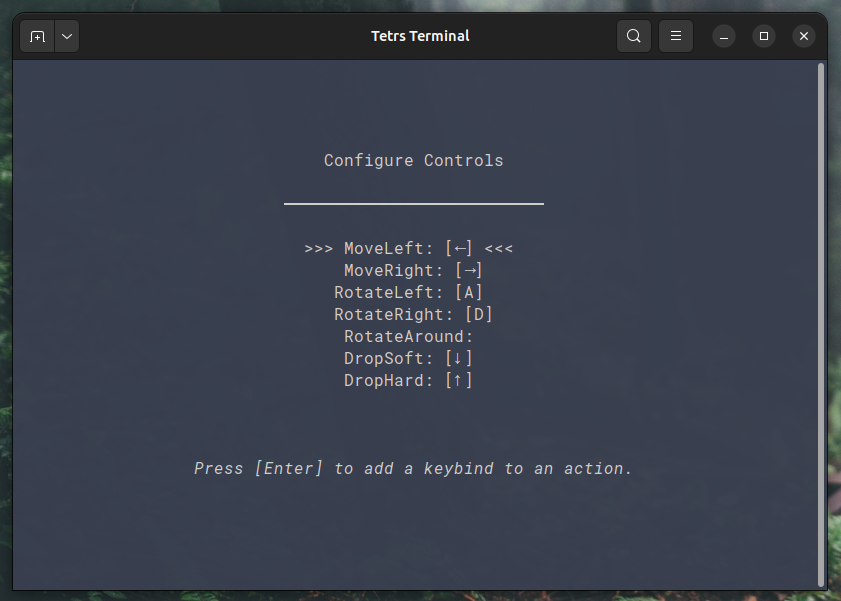 Tetrs Terminal
Configure Controls
>>> MoveLeft: [←] <<<
MoveRight: [→]
RotateLeft: [A]
RotateRight: [D]
RotateAround:
DropSoft: [↓]
DropHard: [↑]
Press [Enter] to add a keybind to an action.